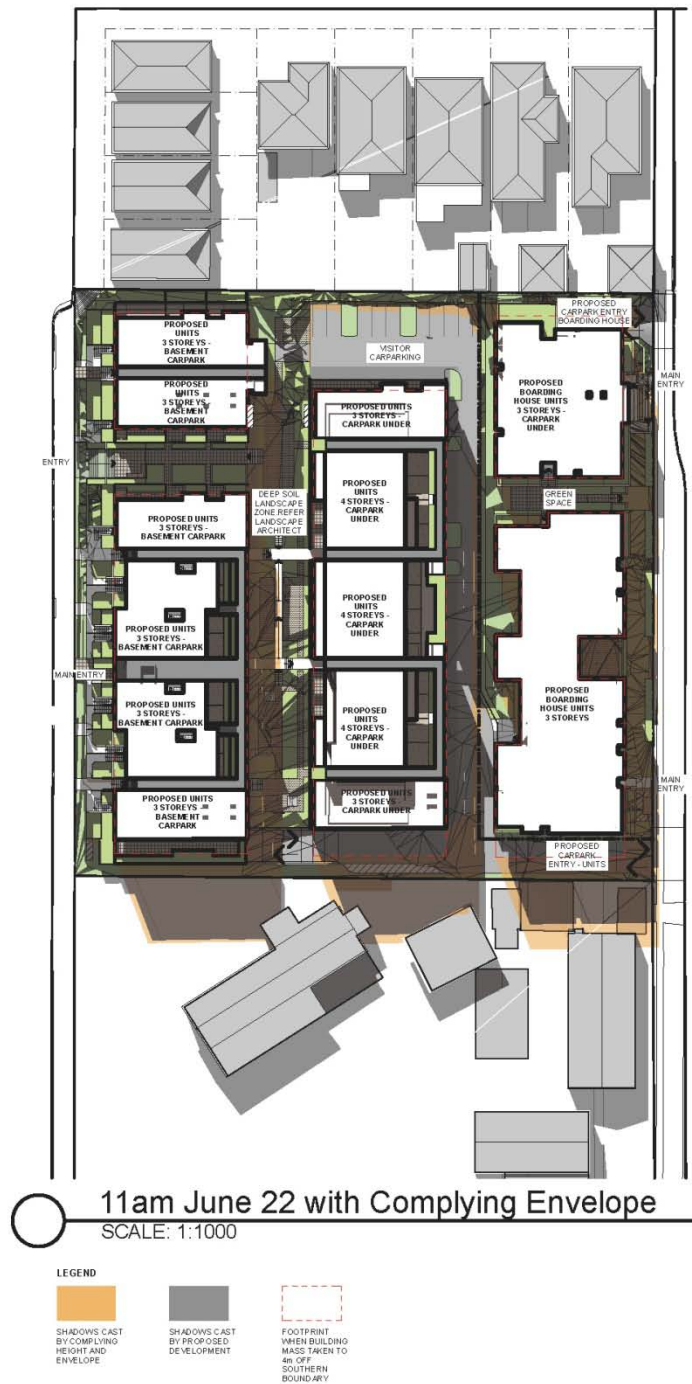 PROPOSED
CARPARK ENTRY
BOARDING HOUSE
PROPOSED
UNITS
3 STOREYS -
BASEMENT
CARPARK
VISITOR
CARPARKING
MAIN
ENTRY
PROPOSED
UNITS
3 STOREYS -
BASEMENT
CARPARK
PROPOSED UNITS
3 STOREYS -
CARPARK UNDER
PROPOSED
BOARDING
HOUSE UNITS
3 STOREYS -
CARPARK
UNDER
ENTRY
DEEP SOIL
LANDSCAPE
ZONE REFER
LANDSCAPE
ARCHITECT
PROPOSED
UNITS
4 STOREYS -
CARPARK
UNDER
GREEN
SPACE
PROPOSED UNITS
3 STOREYS -
BASEMENT CARPARK
PROPOSED UNITS
3 STOREYS -
BASEMENT CARPARK
PROPOSED
UNITS
4 STOREYS -
CARPARK
UNDER
MAIN ENTRY
PROPOSED UNITS
3 STOREYS -
BASEMENT CARPARK
PROPOSED
UNITS
4 STOREYS -
CARPARK
UNDER
PROPOSED
BOARDING
HOUSE UNITS
3 STOREYS
PROPOSED UNITS
3 STOREYS -
BASEMENT
CARPARK
PROPOSED UNITS
3 STOREYS -
CARPARK UNDER
MAIN
ENTRY
PROPOSED
CARPARK
ENTRY - UNITS
11am June 22 with Complying Envelope
SCALE: 1:1000
LEGEND
SHADOWS CAST
BY COMPLYING
HEIGHT AND
ENVELOPE
SHADOWS CAST
BY PROPOSED
DEVELOPMENT
FOOTPRINT
WHEN BUILDING
MASS TAKEN TO
4m OFF
SOUTHERN
BOUNDARY